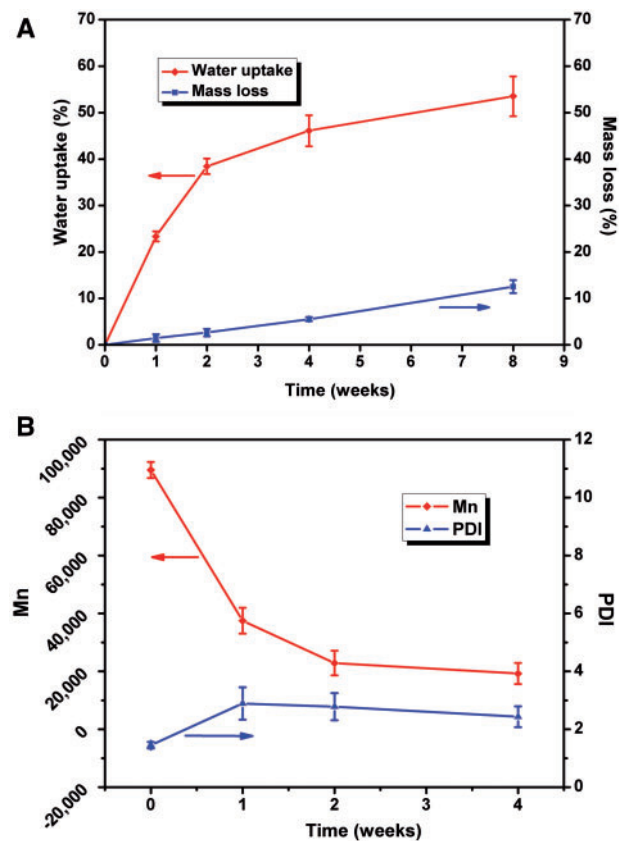 A
70
60
50
40
30
20
10
0
Water uptake (%)
Water uptake
Mass loss
70
60
50
40
30
20
10
0
Mass loss (%)
0 1 2 3 4 5 6 7 8 9
Time (weeks)
B
100,000
80,000
60,000
40,000
20,000
0
-20,000
Mn
Mn
PDI
12
10
8
6
4
2
0
PDI
0 1 2 3 4
Time (weeks)